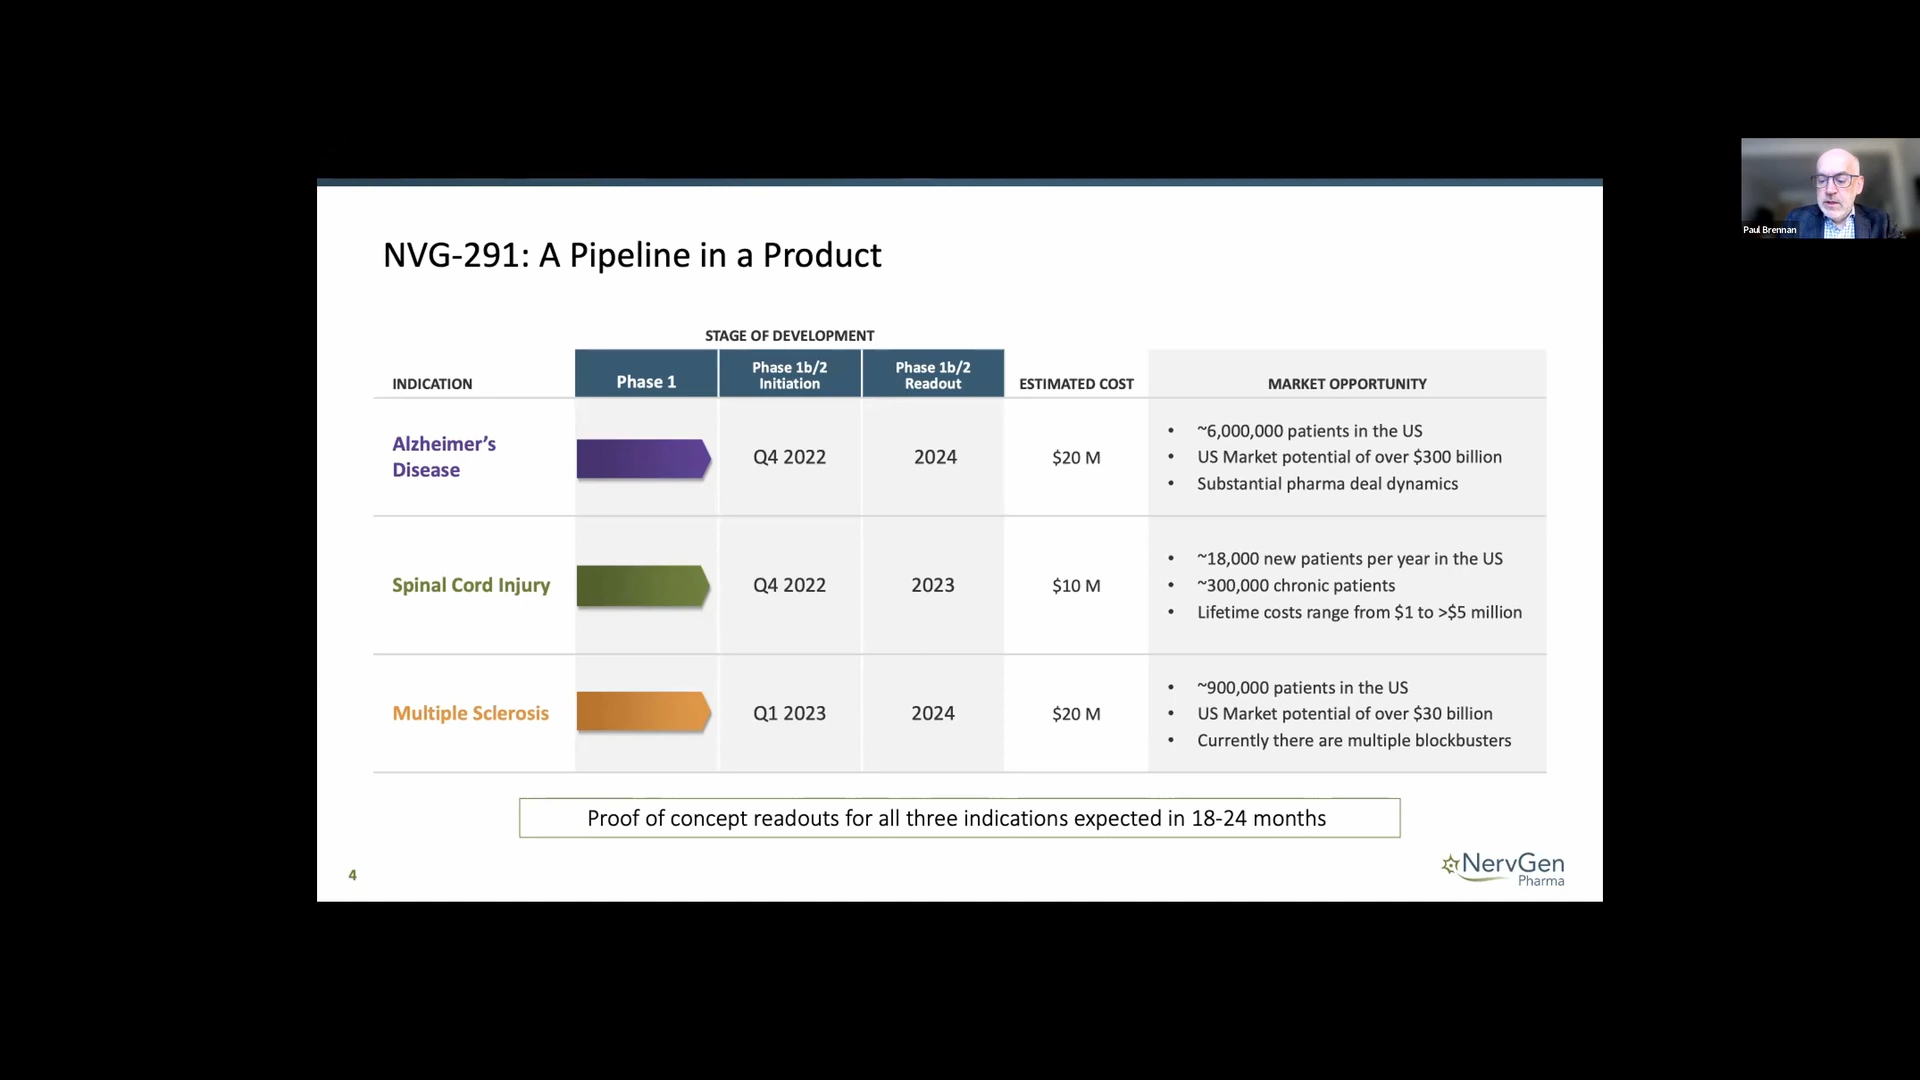 NVG-291: A Pipeline in a Product
STAGE OF DEVELOPMENT
INDICATION
Phase 1
Phase 1b/2
Initiation
Phase 1b/2
Readout
ESTIMATED COST
MARKET OPPORTUNITY
Alzheimer’s
Disease
Q4 2022
2024
$20 M
• ~6,000,000 patients in the US
• US Market potential of over $300 billion
• Substantial pharma deal dynamics
Spinal Cord Injury
Q4 2022
2023
$10 M
• ~18,000 new patients per year in the US
• ~300,000 chronic patients
• Lifetime costs range from $1 to >$5 million
Multiple Sclerosis
Q1 2023
2024
$20 M
• ~900,000 patients in the US
• US Market potential of over $30 billion
• Currently there are multiple blockbusters
Proof of concept readouts for all three indications expected in 18-24 months
4
NervGen
Pharma
Paul Brennan